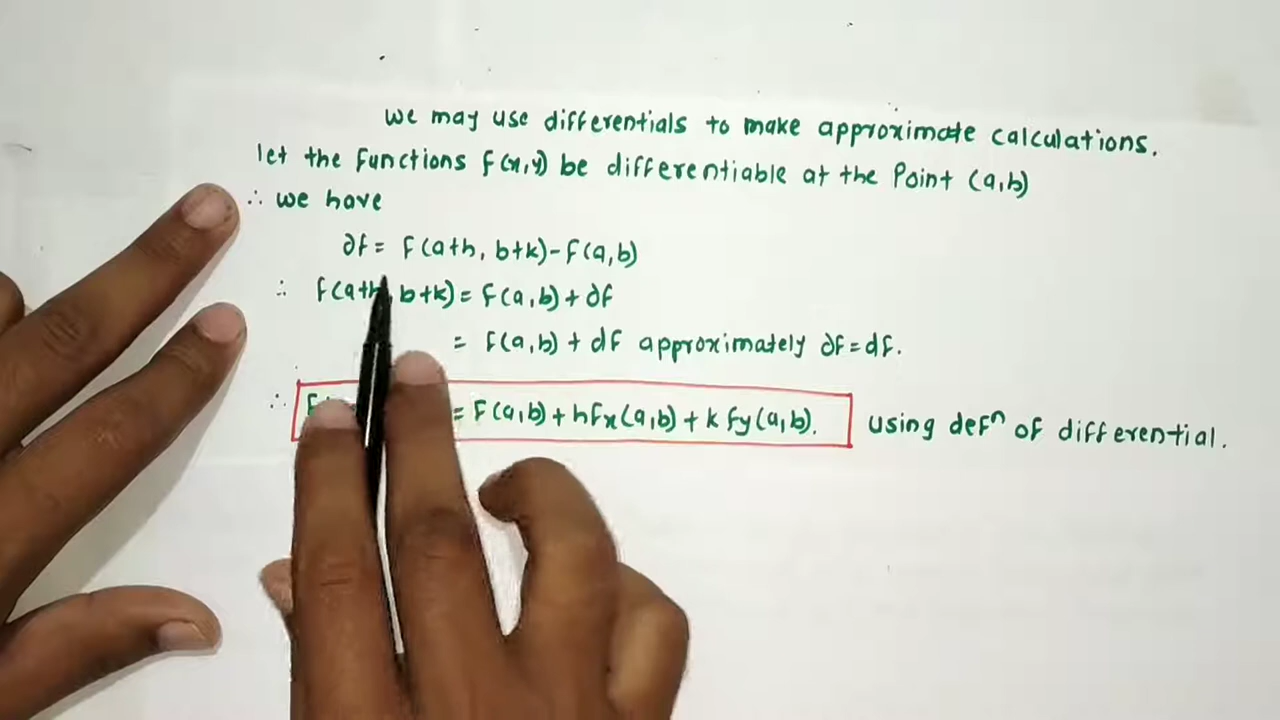 we may use differentials to make approximate calculations.
let the Functions f(x,y) be differentiable at the Point (a,b)
∴ we have
∂f = f(a+h, b+k)-f(a,b)
∴ f(a+h, b+k) = f(a,b) + ∂f
= f(a,b) + df approximately ∂f = df.
∴ = F(a,b) + hfx(a,b) + k fy(a,b). using defⁿ of differential.